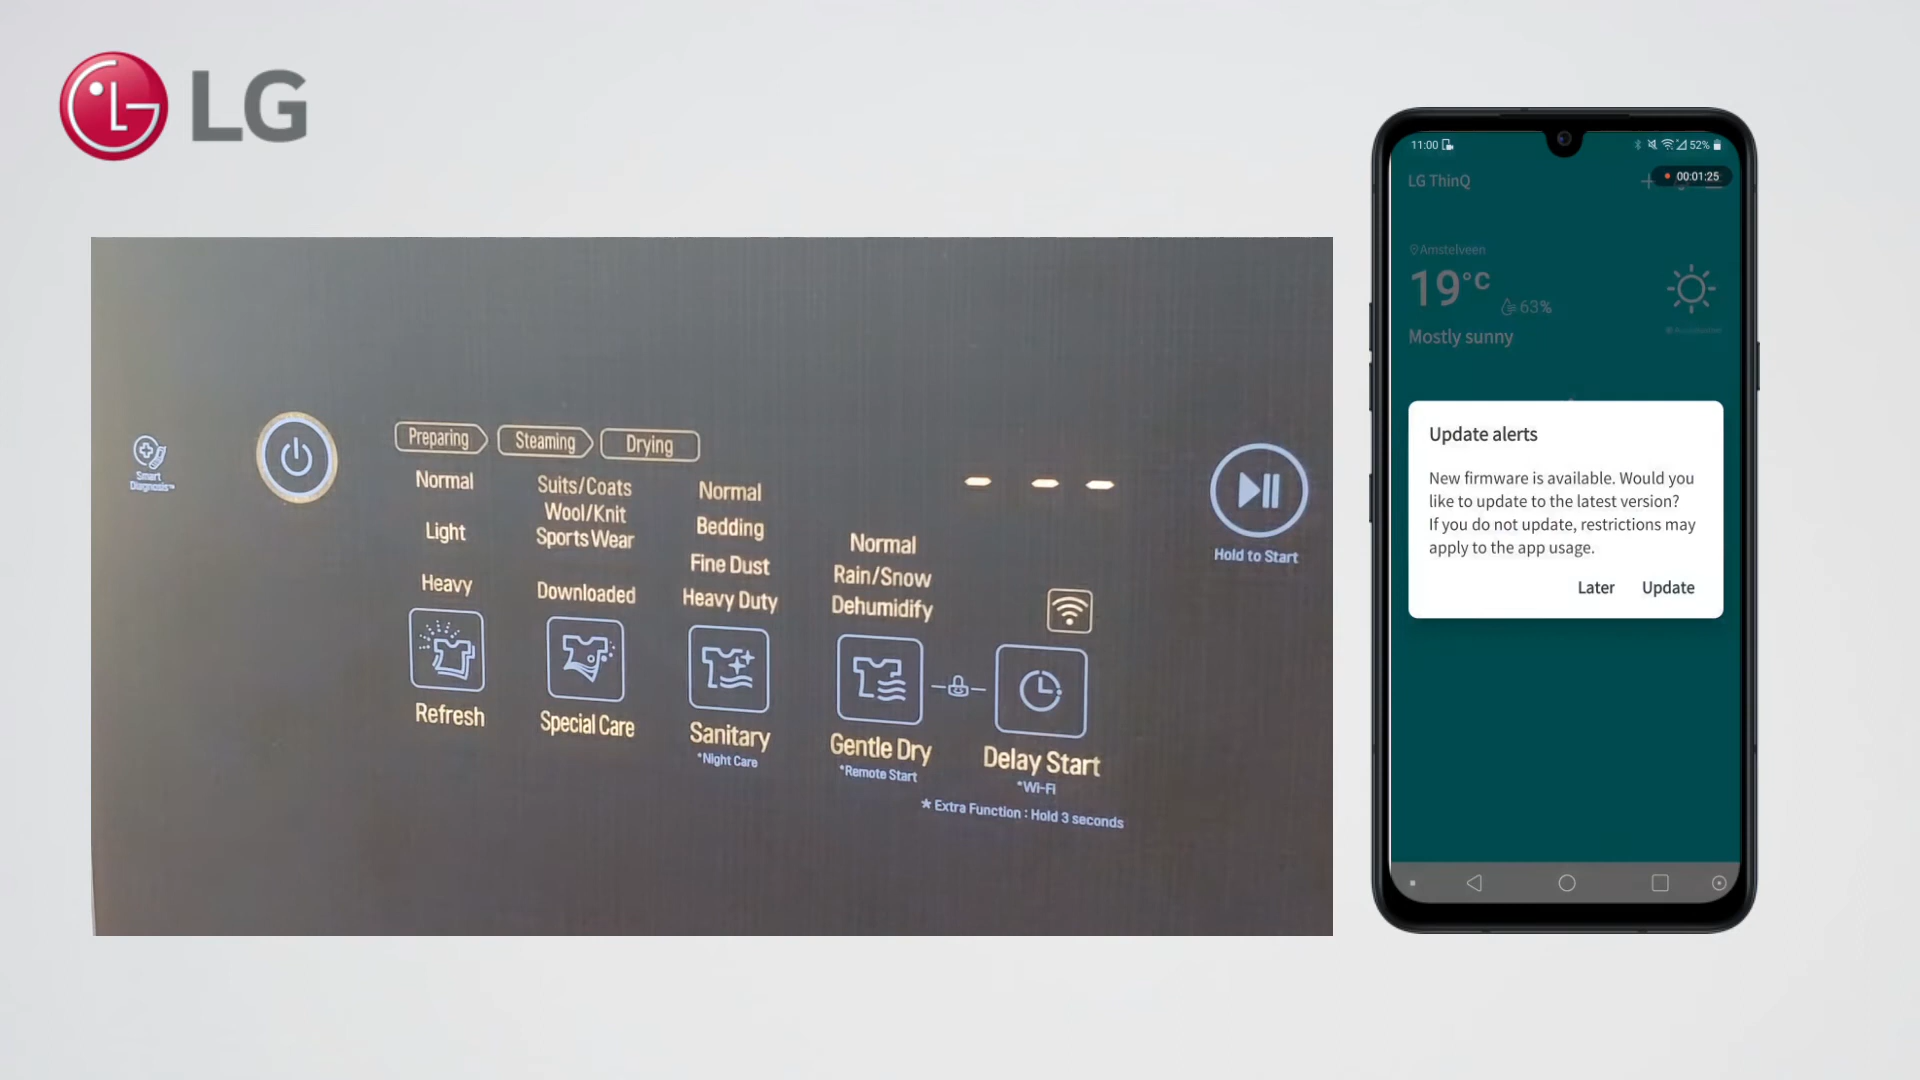 LG
Smart
Diagnosis™
Preparing
Steaming
Drying
Normal
Light
Heavy
Refresh
Suits/Coats
Wool/Knit
Sports Wear
Downloaded
Special Care
Normal
Bedding
Fine Dust
Heavy Duty
Sanitary
*Night Care
Normal
Rain/Snow
Dehumidify
Gentle Dry
*Remote Start
Delay Start
*Wi-Fi
* Extra Function : Hold 3 seconds
Hold to Start
11:00
52%
00:01:25
LG ThinQ
Amstelveen
19°C
63%
Mostly sunny
Update alerts
New firmware is available. Would you
like to update to the latest version?
If you do not update, restrictions may
apply to the app usage.
Later Update